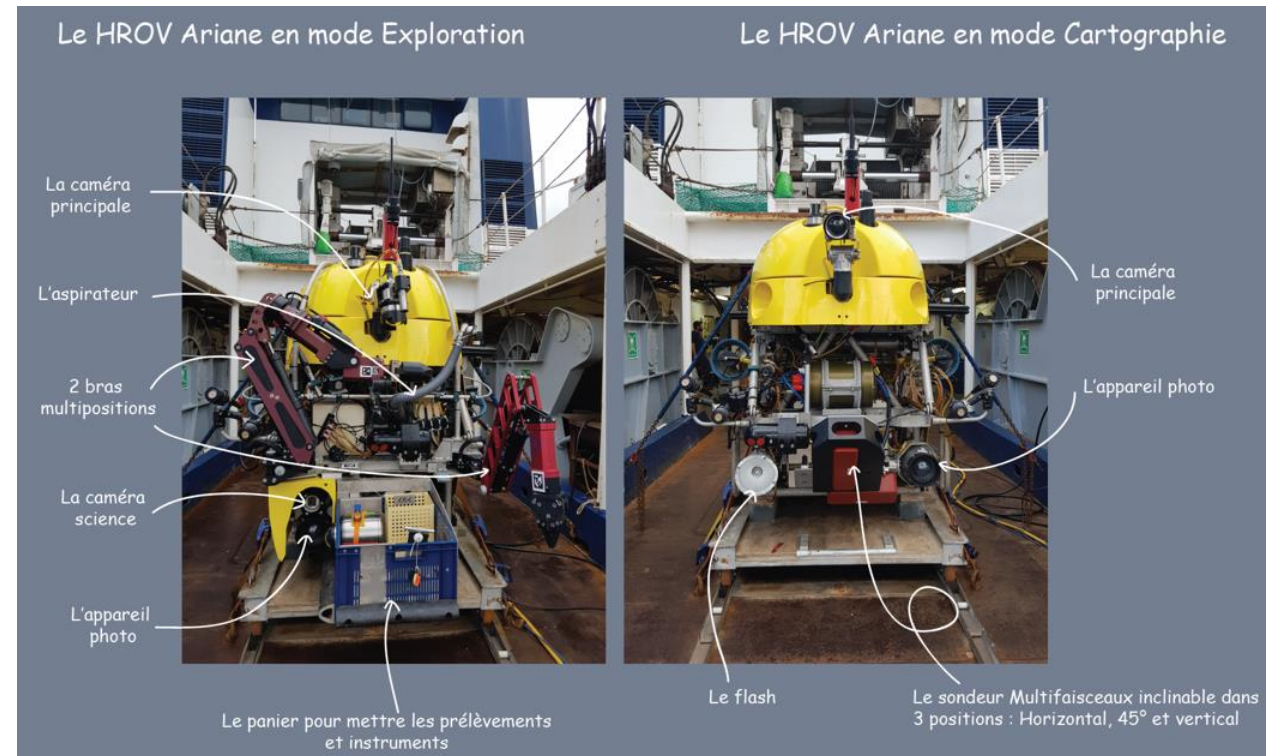 Le HROV Ariane en mode Exploration
Le HROV Ariane en mode Cartographie
La caméra
principale
L'aspirateur
2 bras
multipositions
La caméra
science
L'appareil
photo
Le panier pour mettre les prélèvements
et instruments
La caméra
principale
L'appareil photo
Le flash
Le sondeur Multifaisceaux inclinable dans
3 positions : Horizontal, 45° et vertical